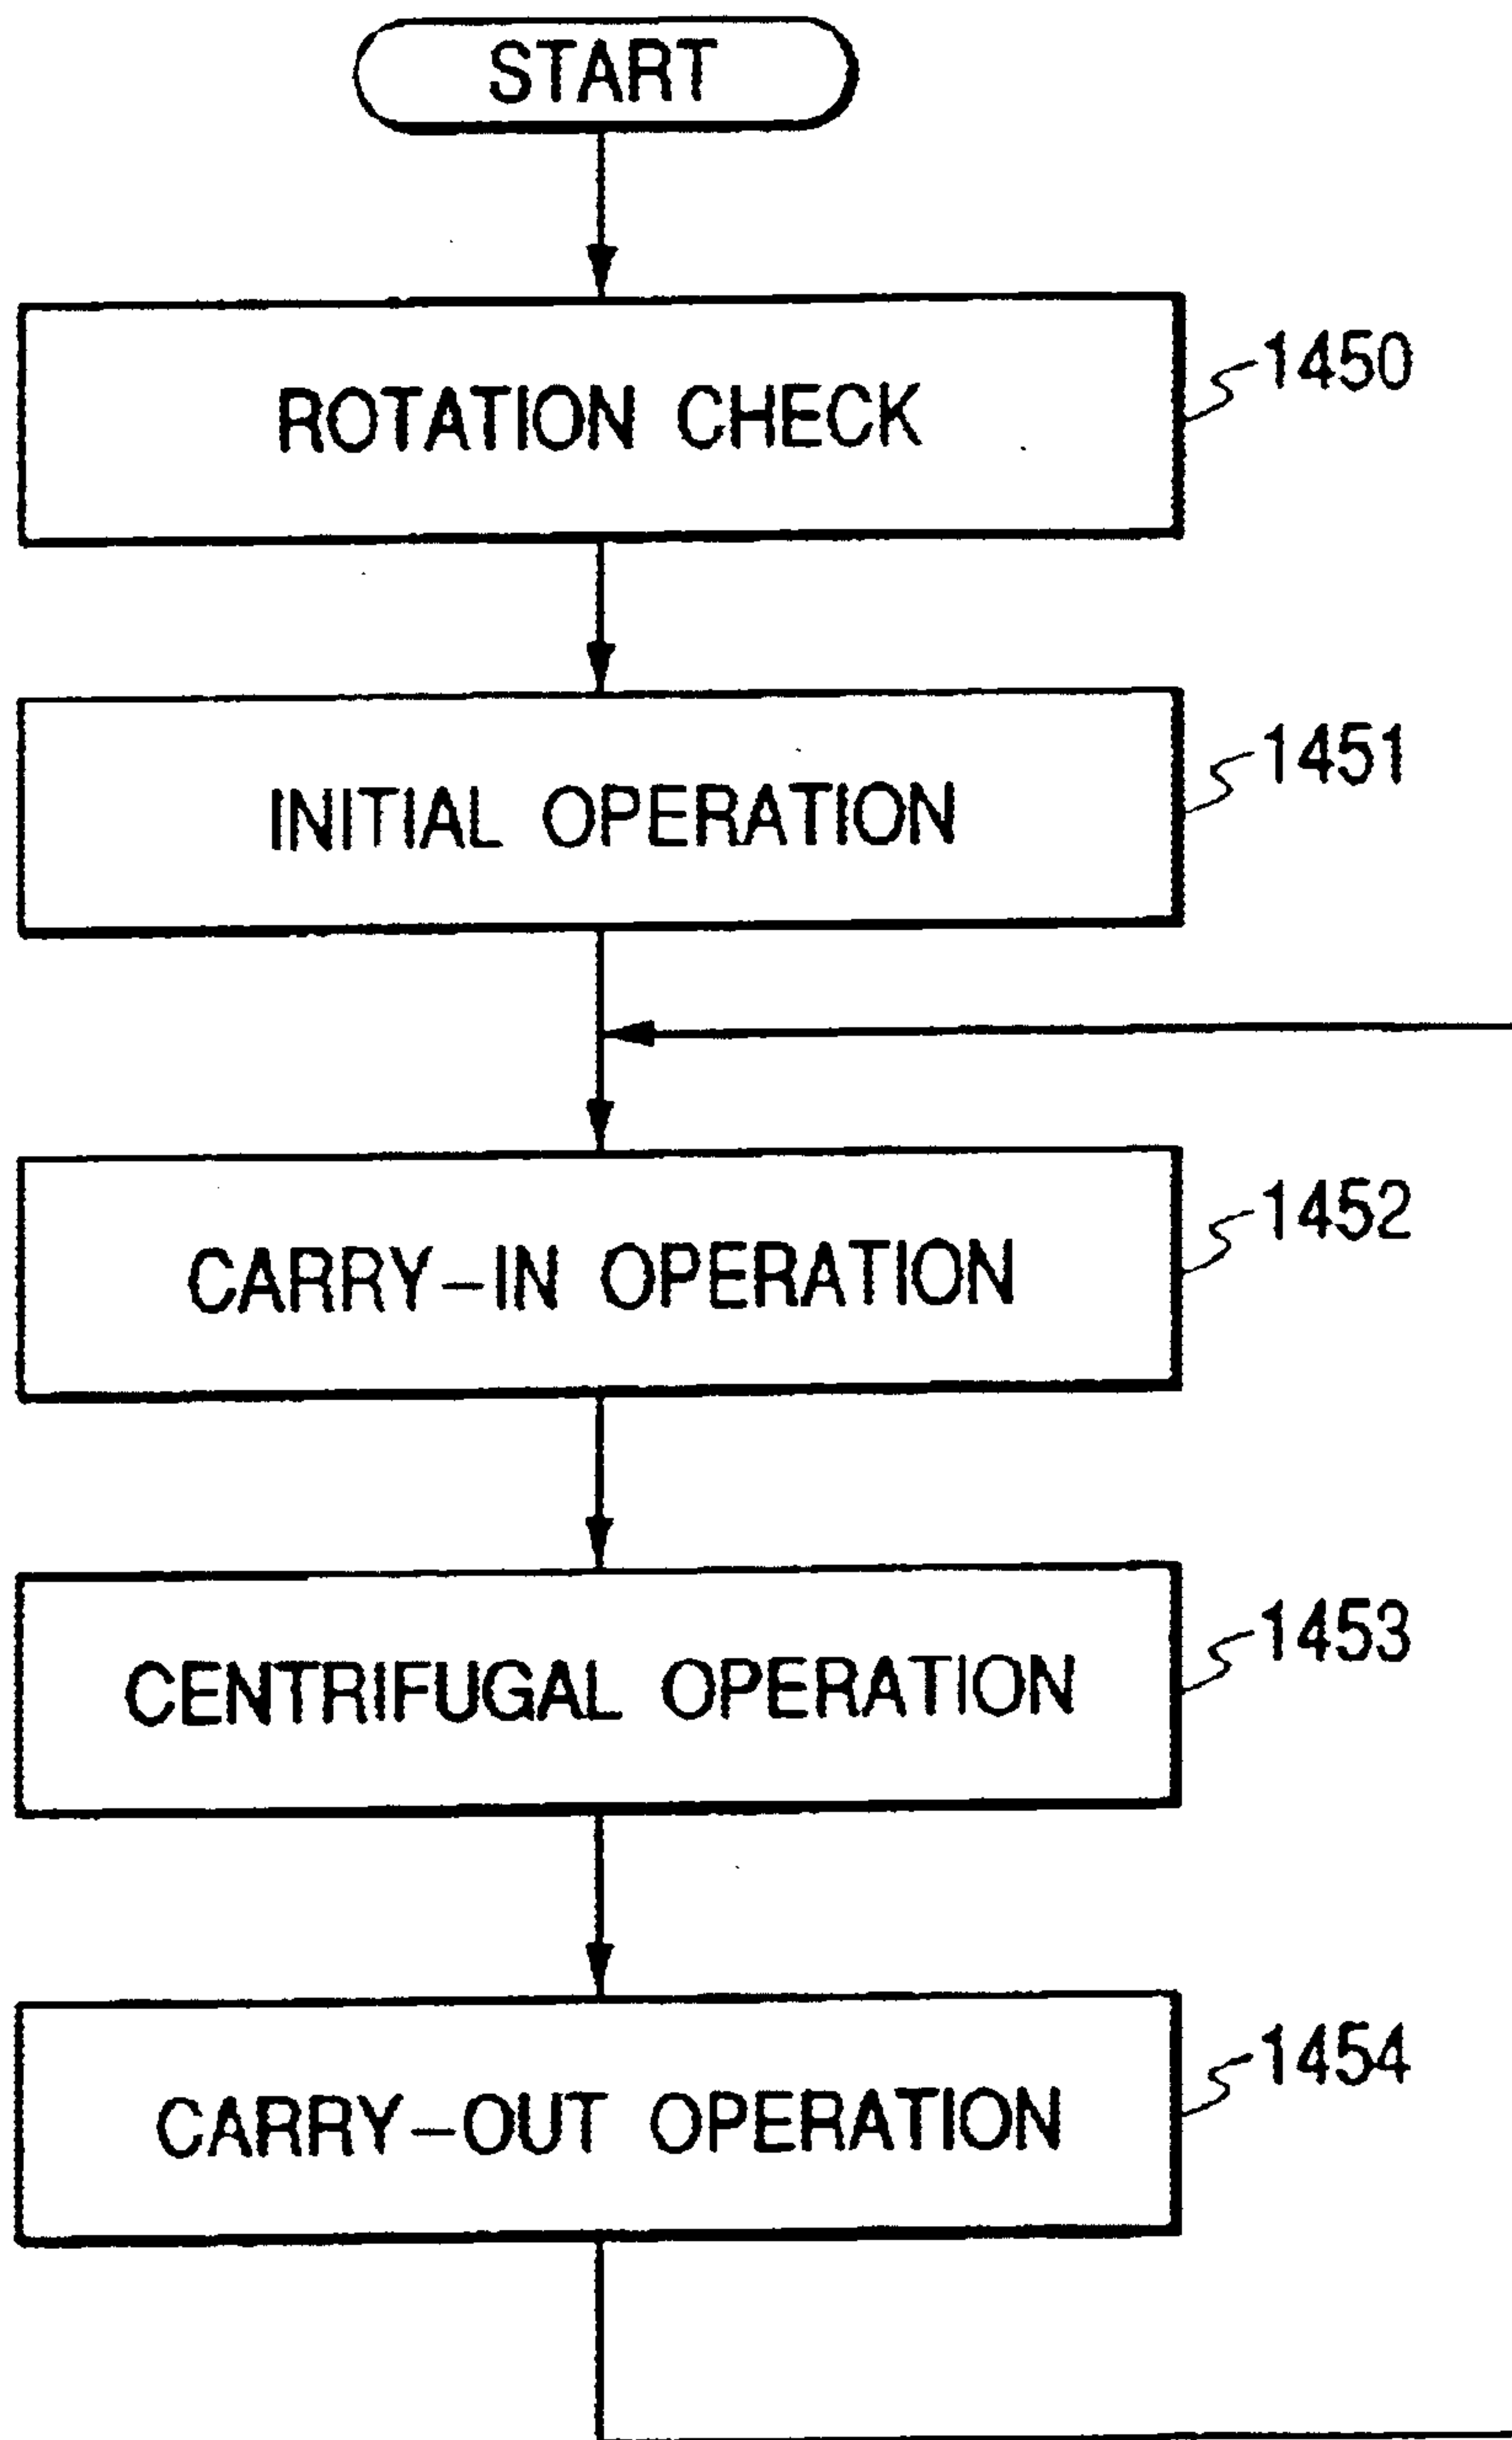 START
ROTATION CHECK
1450
INITIAL OPERATION
1451
CARRY-IN OPERATION
1452
CENTRIFUGAL OPERATION
1453
CARRY-OUT OPERATION
1454